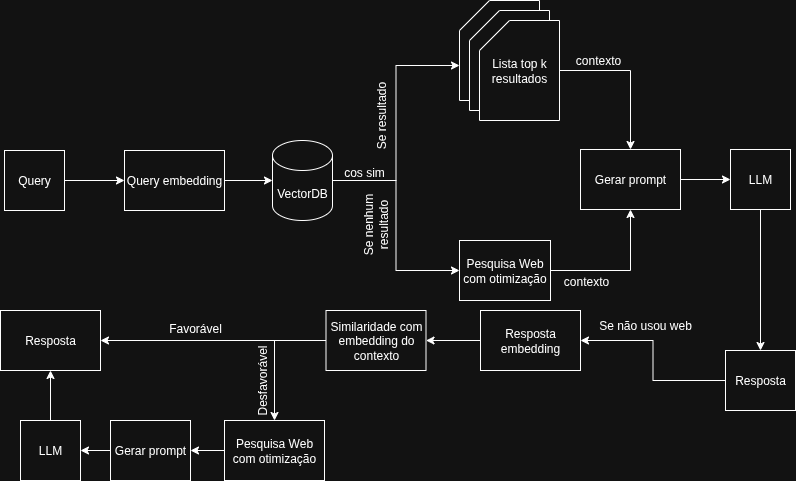 Lista top k
resultados
contexto
Se resultado
Query
Query embedding
VectorDB
cos sim
Gerar prompt
LLM
Se nenhum
resultado
Pesquisa Web
com otimização
contexto
Resposta
Favorável
Similaridade com
embedding do
contexto
Resposta
embedding
Se não usou web
Resposta
Desfavorável
LLM
Gerar prompt
Pesquisa Web
com otimização